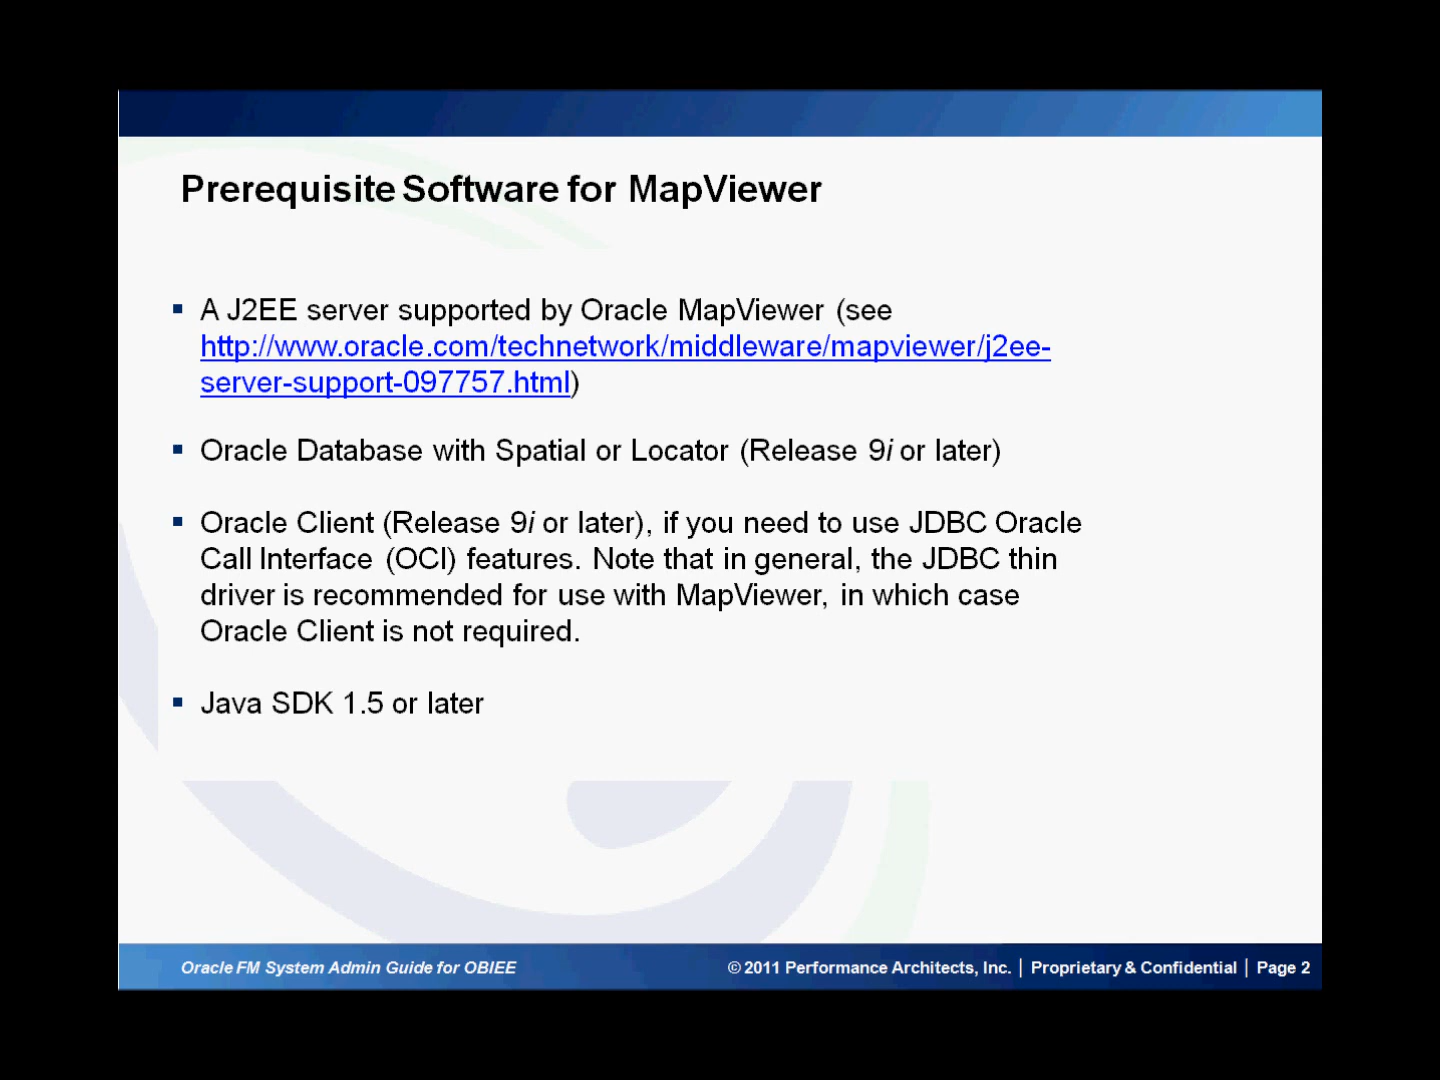 Prerequisite Software for MapViewer
▪ A J2EE server supported by Oracle MapViewer (see
http://www.oracle.com/technetwork/middleware/mapviewer/j2ee-
server-support-097757.html)
▪ Oracle Database with Spatial or Locator (Release 9i or later)
▪ Oracle Client (Release 9i or later), if you need to use JDBC Oracle
Call Interface (OCI) features. Note that in general, the JDBC thin
driver is recommended for use with MapViewer, in which case
Oracle Client is not required.
▪ Java SDK 1.5 or later
Oracle FM System Admin Guide for OBIEE
© 2011 Performance Architects, Inc. | Proprietary & Confidential | Page 2